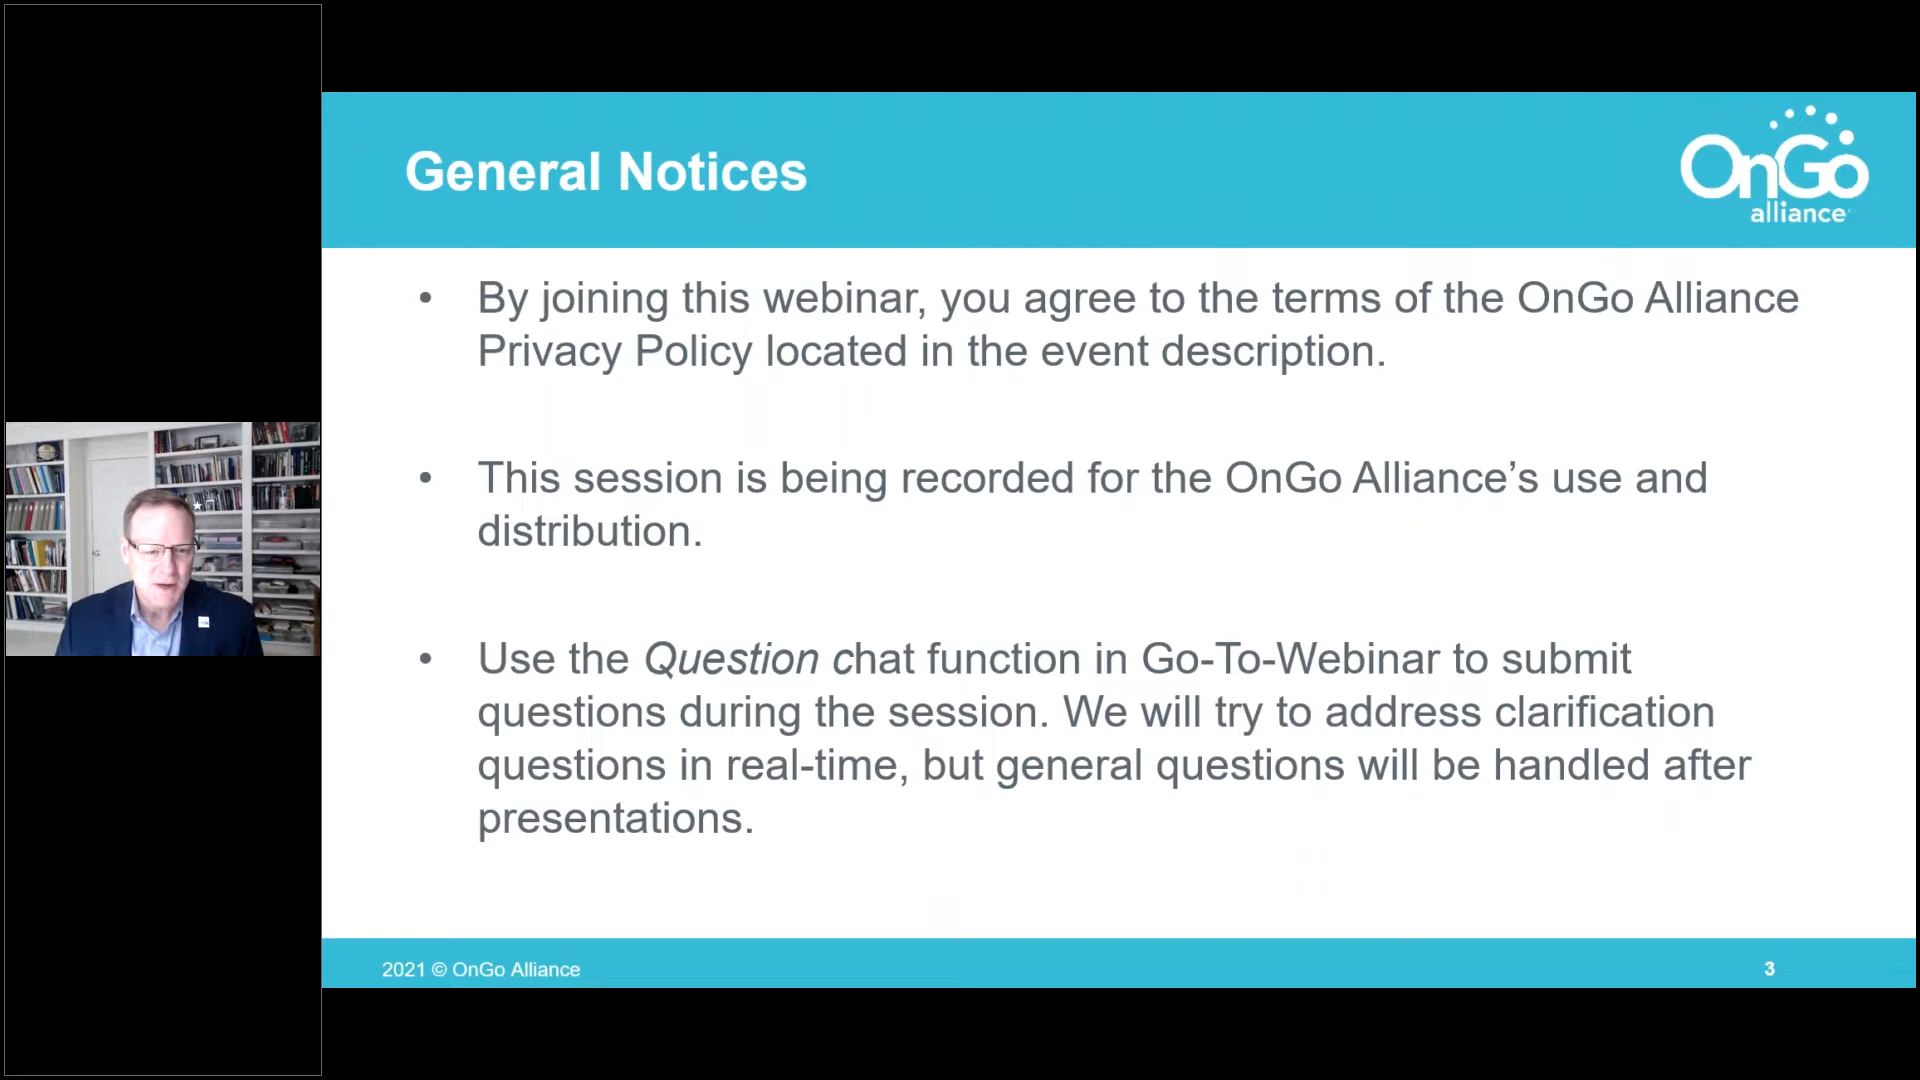 General Notices
OnGo
alliance
• By joining this webinar, you agree to the terms of the OnGo Alliance
Privacy Policy located in the event description.
• This session is being recorded for the OnGo Alliance’s use and
distribution.
• Use the Question chat function in Go-To-Webinar to submit
questions during the session. We will try to address clarification
questions in real-time, but general questions will be handled after
presentations.
2021 © OnGo Alliance
3